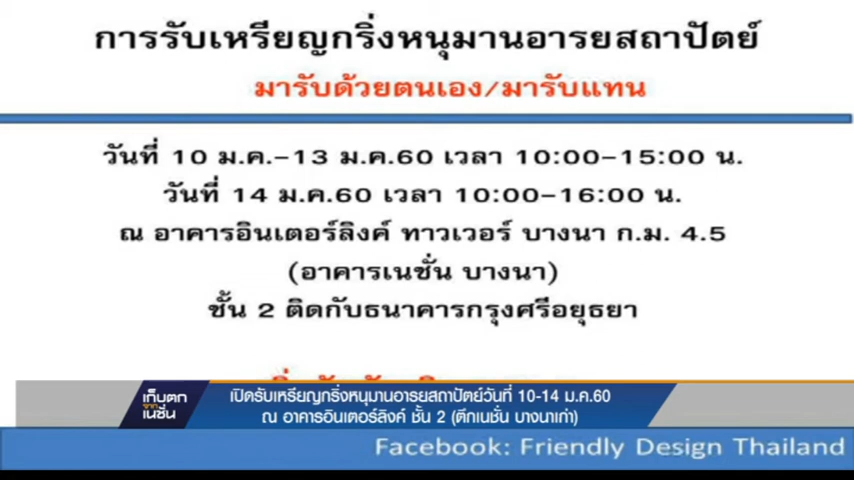 การรับเหรียญกริ่งหนุมานอารยสถาปัตย์
มารับด้วยตนเอง/มารับแทน
วันที่ 10 ม.ค.-13 ม.ค.60 เวลา 10:00-15:00 น.
วันที่ 14 ม.ค.60 เวลา 10:00-16:00 น.
ณ อาคารอินเตอร์ลิงค์ ทาวเวอร์ บางนา ก.ม. 4.5
(อาคารเนชั่น บางนา)
ชั้น 2 ติดกับธนาคารกรุงศรีอยุธยา
เก็บตก
จาก
เนชั่น
เปิดรับเหรียญกริ่งหนุมานอารยสถาปัตย์วันที่ 10-14 ม.ค.60
ณ อาคารอินเตอร์ลิงค์ ชั้น 2 (ตึกเนชั่น บางนาเก่า)
Facebook: Friendly Design Thailand